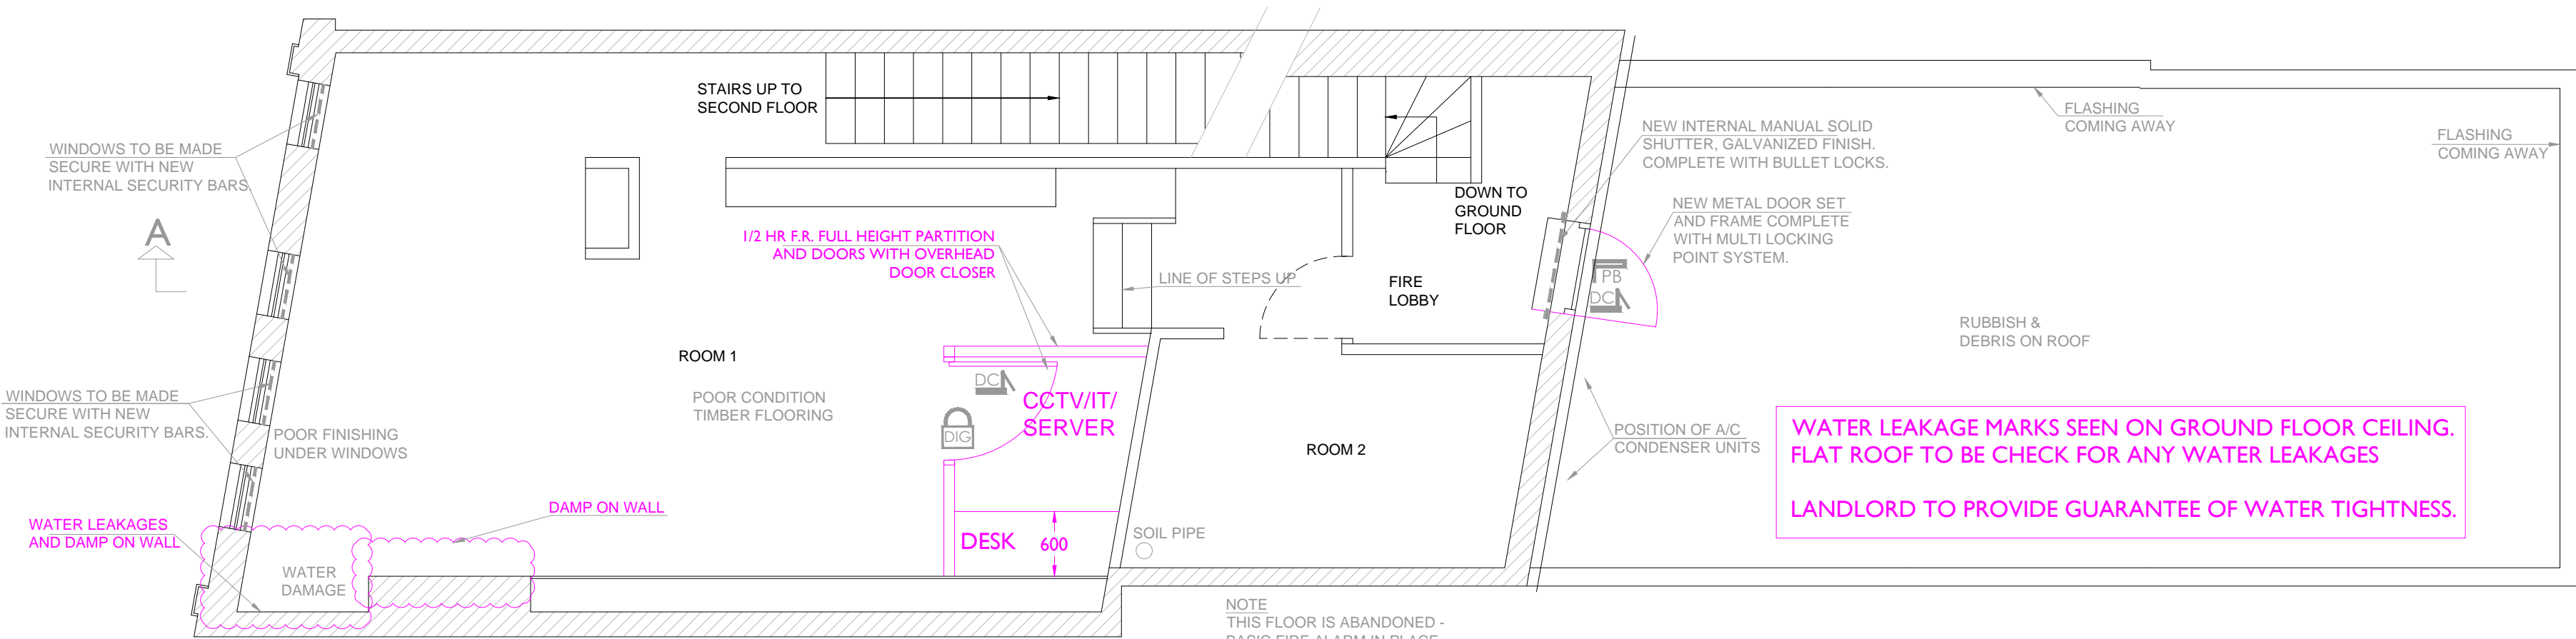 STAIRS UP TO
SECOND FLOOR
WINDOWS TO BE MADE
SECURE WITH NEW
INTERNAL SECURITY BARS.
A
1/2 HR F.R. FULL HEIGHT PARTITION
AND DOORS WITH OVERHEAD
DOOR CLOSER
LINE OF STEPS UP
DOWN TO
GROUND
FLOOR
FIRE
LOBBY
NEW INTERNAL MANUAL SOLID
SHUTTER, GALVANIZED FINISH.
COMPLETE WITH BULLET LOCKS.
NEW METAL DOOR SET
AND FRAME COMPLETE
WITH MULTI LOCKING
POINT SYSTEM.
PB
DC
FLASHING
COMING AWAY
FLASHING
COMING AWAY
RUBBISH &
DEBRIS ON ROOF
ROOM 1
POOR CONDITION
TIMBER FLOORING
DC
CCTV/IT/
SERVER
DIG
WINDOWS TO BE MADE
SECURE WITH NEW
INTERNAL SECURITY BARS.
POOR FINISHING
UNDER WINDOWS
ROOM 2
POSITION OF A/C
CONDENSER UNITS
WATER LEAKAGE MARKS SEEN ON GROUND FLOOR CEILING.
FLAT ROOF TO BE CHECK FOR ANY WATER LEAKAGES
LANDLORD TO PROVIDE GUARANTEE OF WATER TIGHTNESS.
WATER LEAKAGES
AND DAMP ON WALL
DAMP ON WALL
WATER
DAMAGE
DESK
600
SOIL PIPE
NOTE
THIS FLOOR IS ABANDONED -
BASIC FIRE ALARM IN PLACE